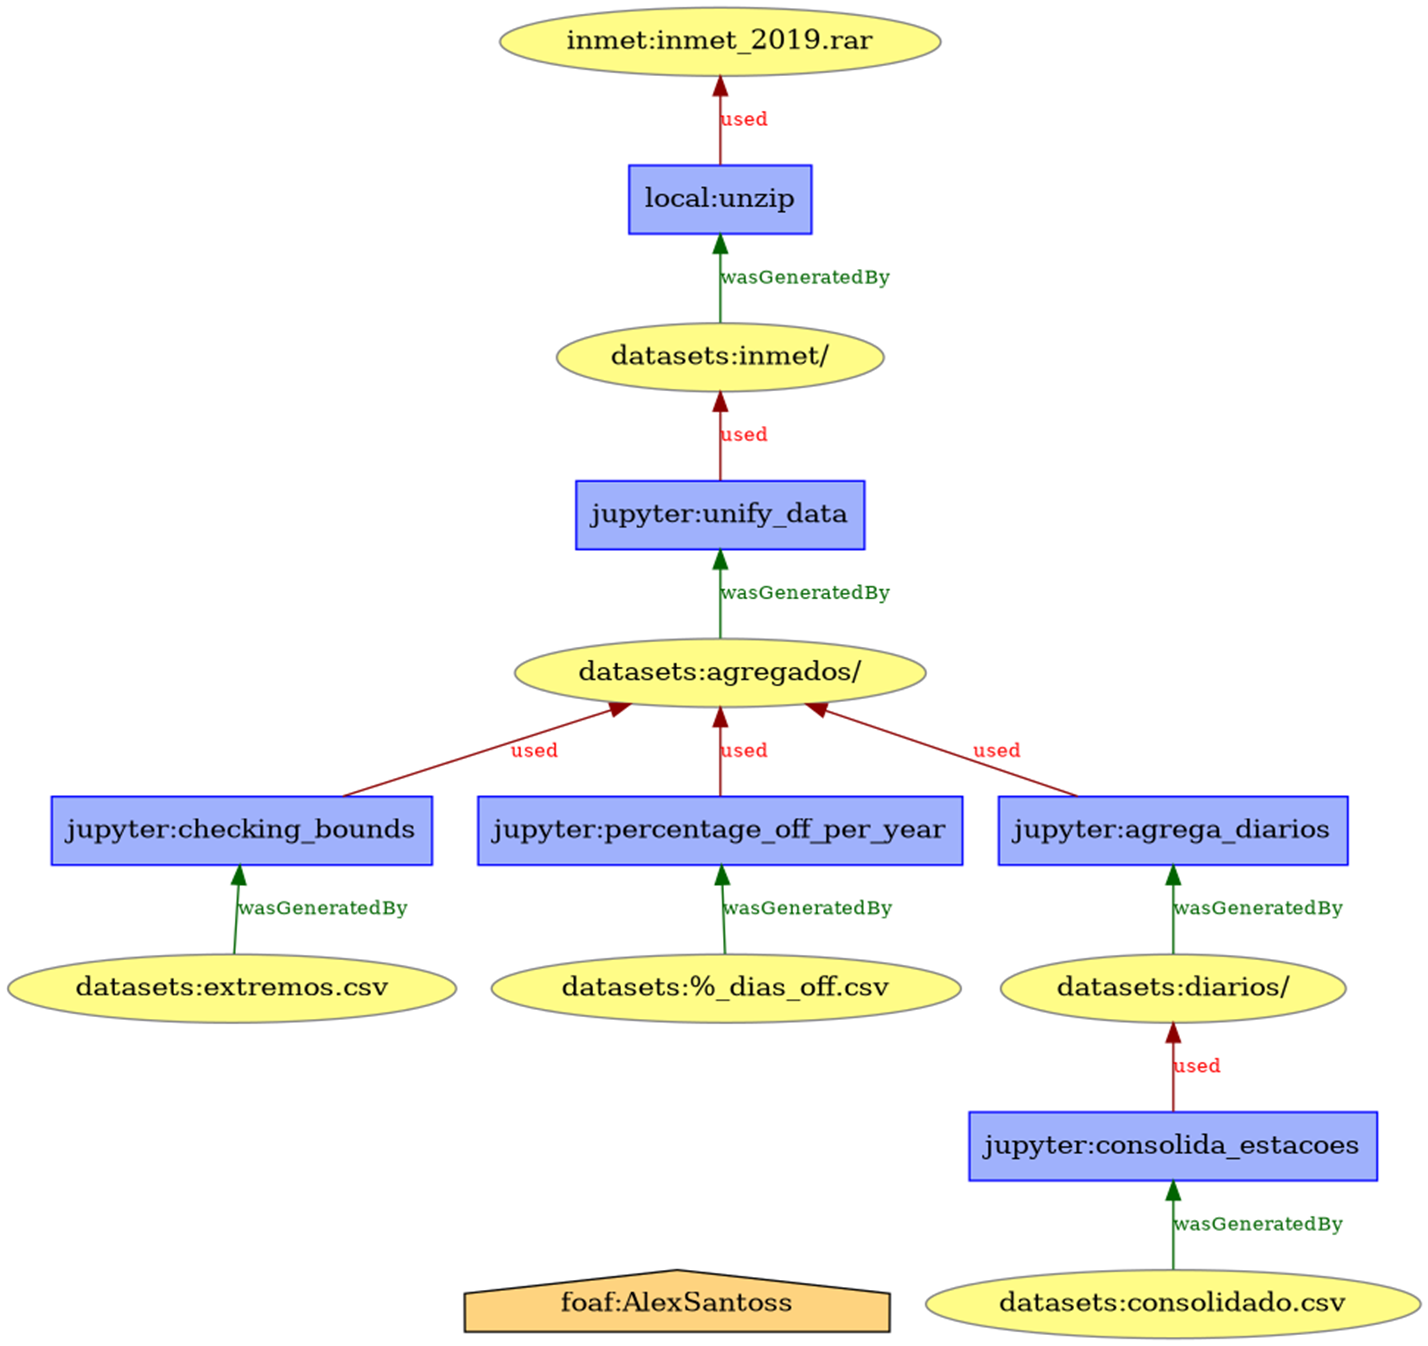 inmet:inmet_2019.rar
used
local:unzip
wasGeneratedBy
datasets:inmet/
used
jupyter:unify_data
wasGeneratedBy
datasets:agregados/
used
used
used
jupyter:checking_bounds
jupyter:percentage_off_per_year
jupyter:agrega_diarios
wasGeneratedBy
wasGeneratedBy
wasGeneratedBy
datasets:extremos.csv
datasets:%_dias_off.csv
datasets:diarios/
used
jupyter:consolida_estacoes
wasGeneratedBy
foaf:AlexSantoss
datasets:consolidado.csv